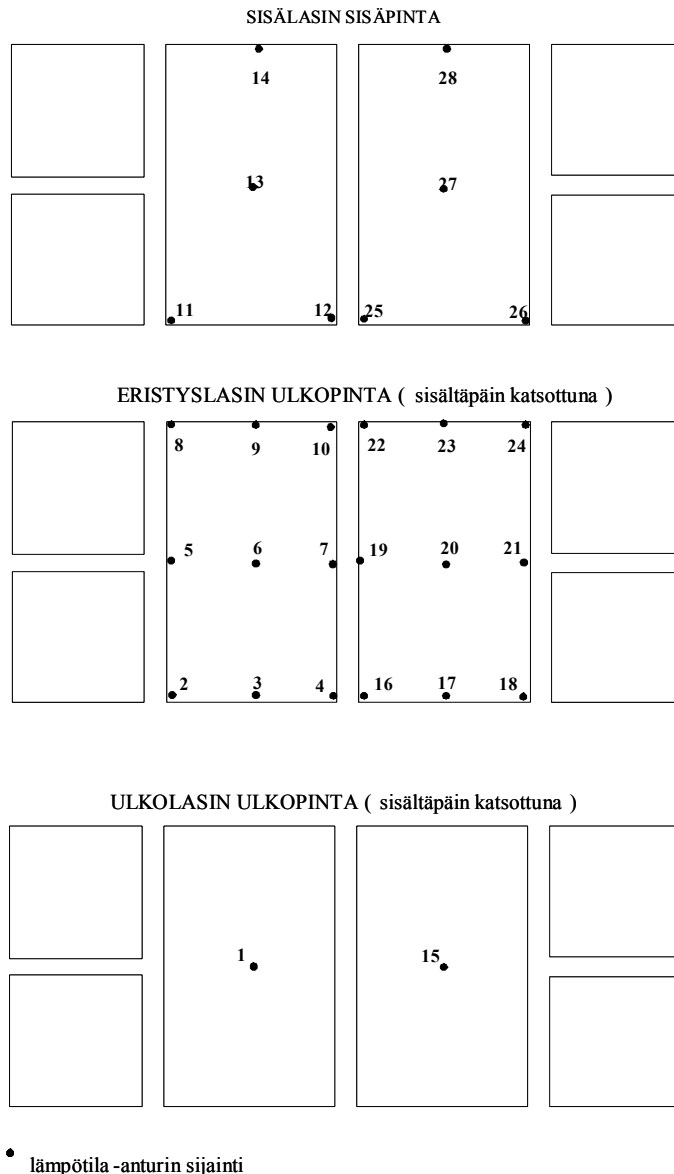 SISÄLASIN SISÄPINTA
14 28
13 27
11 12 25 26
ERISTYSLASIN ULKOPINTA ( sisältäpäin katsottuna )
8 9 10 22 23 24
5 6 7 19 20 21
2 3 4 16 17 18
ULKOLASIN ULKOPINTA ( sisältäpäin katsottuna )
1 15
lämpötila -anturin sijainti